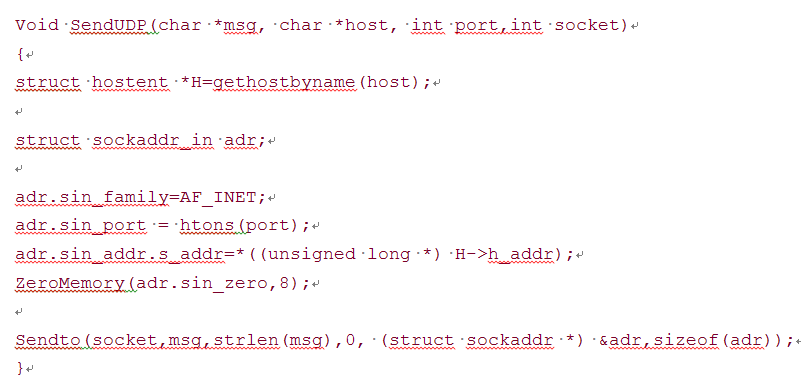 Void SendUDP(char *msg, char *host, int port,int socket)
{
struct hostent *H=gethostbyname(host);
struct sockaddr_in adr;
adr.sin_family=AF_INET;
adr.sin_port = htons(port);
adr.sin_addr.s_addr=*((unsigned long *) H->h_addr);
ZeroMemory(adr.sin_zero,8);
Sendto(socket,msg,strlen(msg),0, (struct sockaddr *) &adr,sizeof(adr));
}